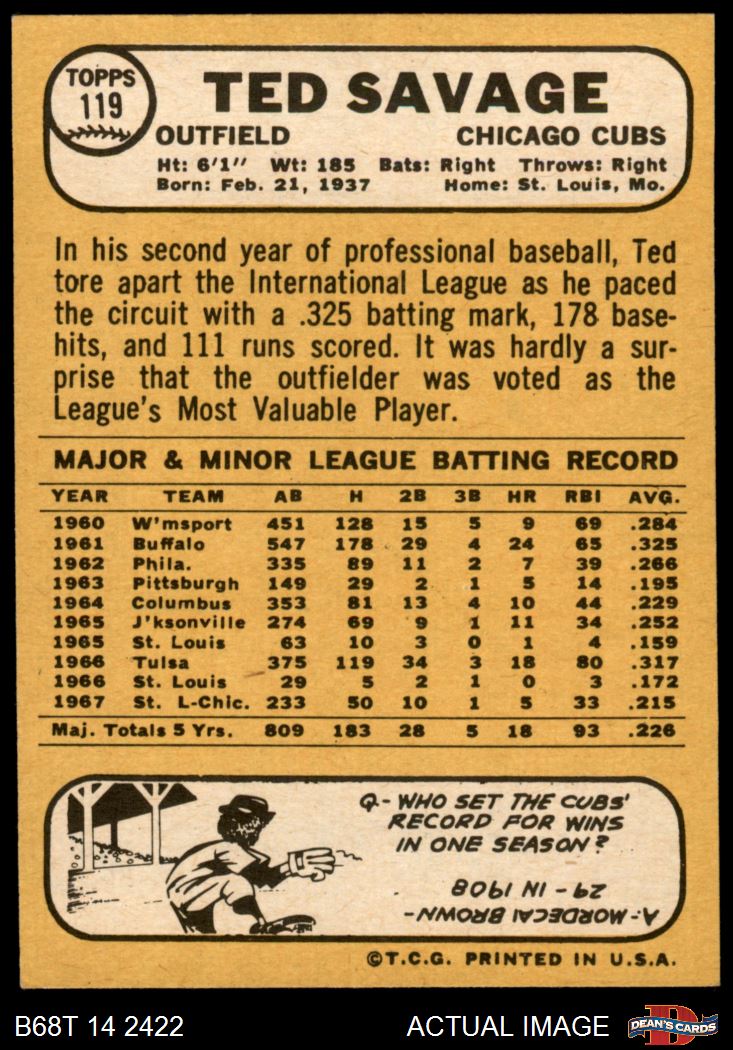 TOPPS
119
TED SAVAGE
OUTFIELD CHICAGO CUBS
Ht: 6'1" Wt: 185 Bats: Right Throws: Right
Born: Feb. 21, 1937 Home: St. Louis, Mo.
In his second year of professional baseball, Ted
tore apart the International League as he paced
the circuit with a .325 batting mark, 178 base-
hits, and 111 runs scored. It was hardly a sur-
prise that the outfielder was voted as the
League's Most Valuable Player.
MAJOR & MINOR LEAGUE BATTING RECORD
YEAR TEAM AB H 2B 3B HR RBI AVG.
1960 W'msport 451 128 15 5 9 69 .284
1961 Buffalo 547 178 29 4 24 65 .325
1962 Phila. 335 89 11 2 7 39 .266
1963 Pittsburgh 149 29 2 1 5 14 .195
1964 Columbus 353 81 13 4 10 44 .229
1965 J'ksonville 274 69 9 1 11 34 .252
1965 St. Louis 63 10 3 0 1 4 .159
1966 Tulsa 375 119 34 3 18 80 .317
1966 St. Louis 29 5 2 1 0 3 .172
1967 St. L-Chic. 233 50 10 1 5 33 .215
Maj. Totals 5 Yrs. 809 183 28 5 18 93 .226
Q- WHO SET THE CUBS'
RECORD FOR WINS
IN ONE SEASON?
A:- MORDECAI BROWN-
29 - IN 1908
©T.C.G. PRINTED IN U.S.A.
B68T 14 2422 ACTUAL IMAGE
D
DEAN'S CARDS